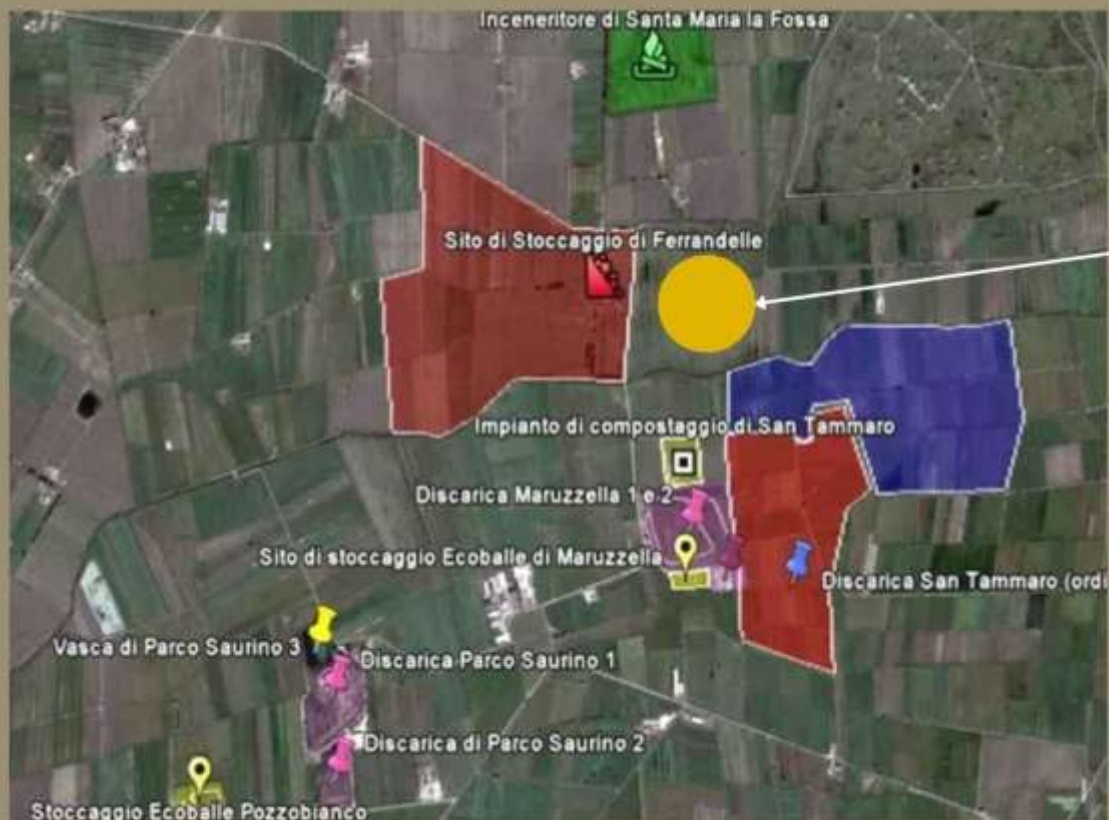 Inceneritore di Santa Maria la Fossa
Sito di Stoccaggio di Ferrandelle
Impianto di compostaggio di San Tammaro
Discarica Maruzzella 1 e 2
Sito di stoccaggio Ecoballe di Maruzzella
Discarica San Tammaro (ordi
Vasca di Parco Saurino 3
Discarica Parco Saurino 1
Discarica di Parco Saurino 2
Stoccaggio Ecoballe Pozzobianco